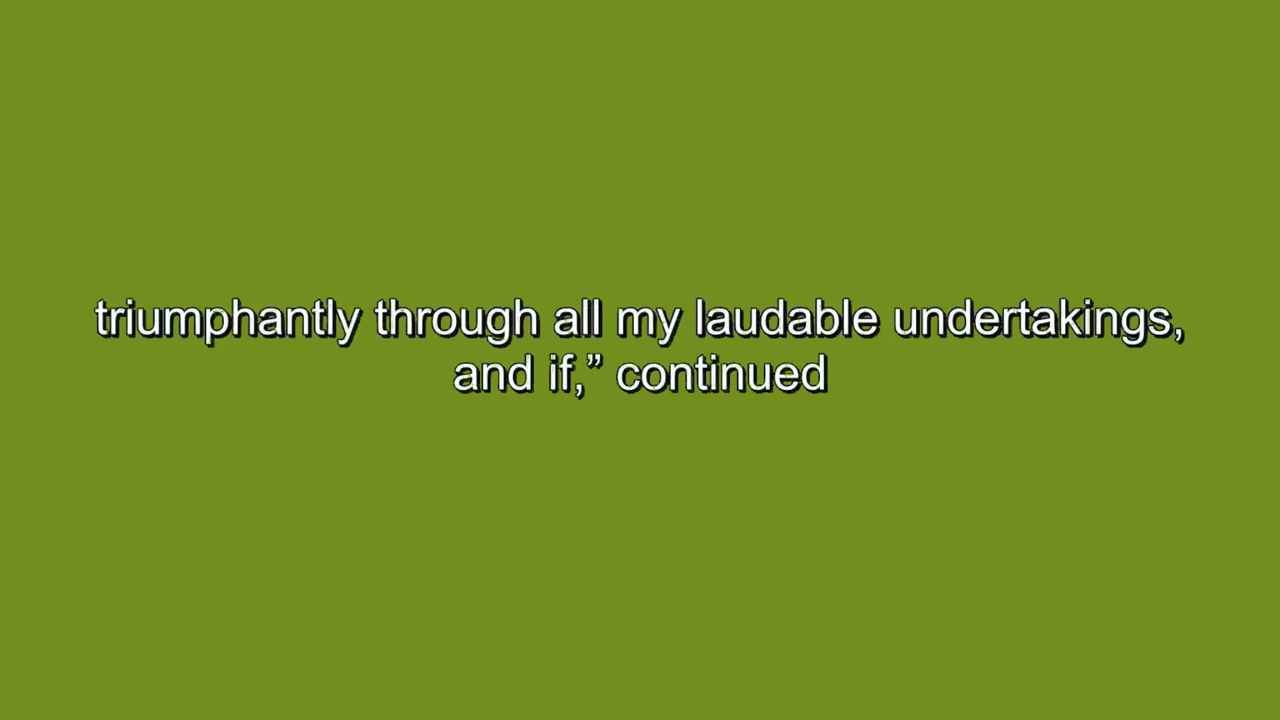 triumphantly through all my laudable undertakings,
and if,” continued